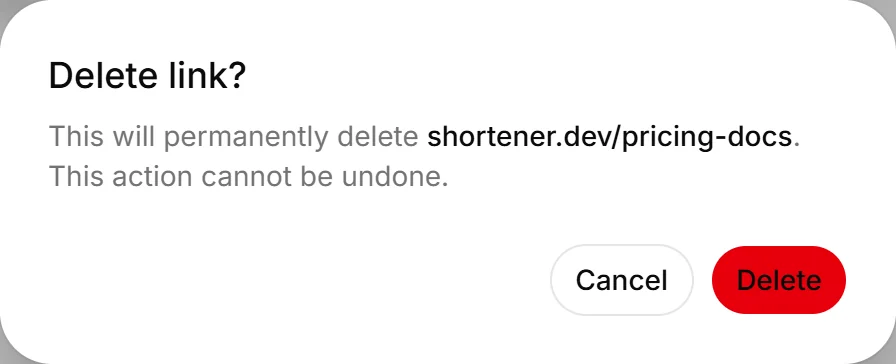 Delete link?
This will permanently delete shortener.dev/pricing-docs.
This action cannot be undone.
Cancel Delete